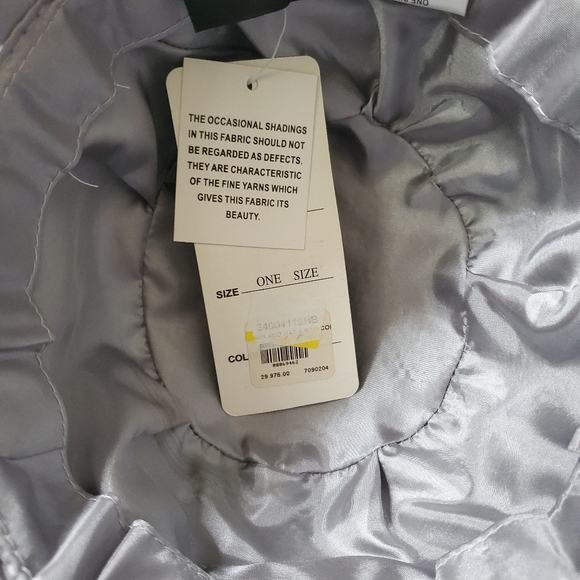 THE OCCASIONAL SHADINGS
IN THIS FABRIC SHOULD NOT
BE REGARDED AS DEFECTS.
THEY ARE CHARACTERISTIC
OF THE FINE YARNS WHICH
GIVES THIS FABRIC ITS
BEAUTY.
SIZE ONE SIZE
COL
29.975.00 7090204
ONE